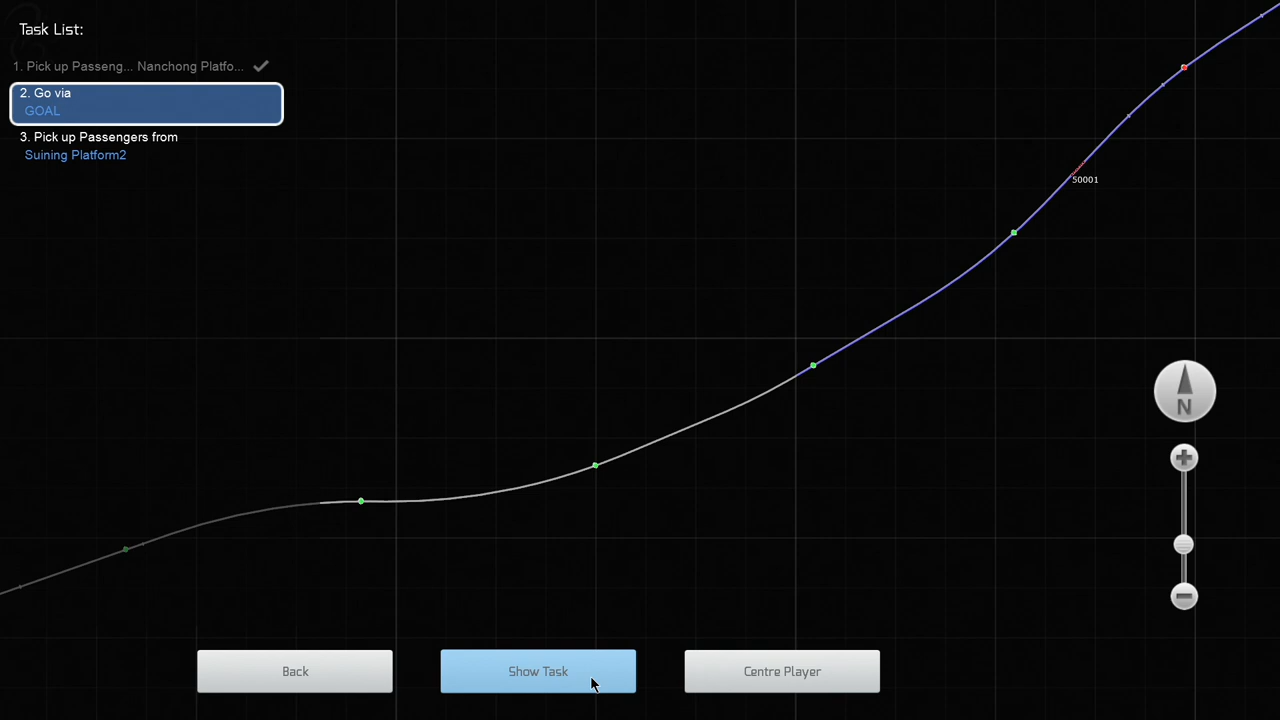 Task List:
1. Pick up Passeng... Nanchong Platfo...
2. Go via
GOAL
3. Pick up Passengers from
Suining Platform2
50001
N
Back
Show Task
Centre Player